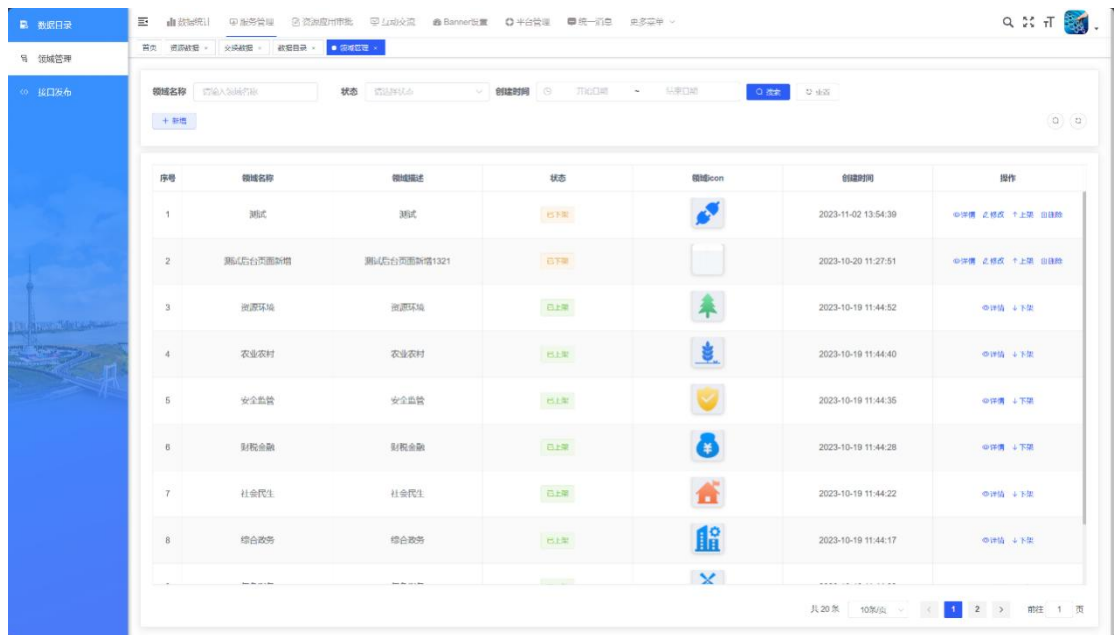 数据目录
领域管理
接口发布
数据统计 服务管理 资源应用审批 互动交流 Banner设置 平台管理 统一消息 更多菜单
首页 资源数据 交换数据 数据目录 领域管理
领域名称 请输入领域名称 状态 请选择状态 创建时间 开始日期 ~ 结束日期 搜索 重置
+ 新增
序号 领域名称 领域描述 状态 领域icon 创建时间 操作
1 测试 测试 已下架 2023-11-02 13:54:39 详情 修改 上架 删除
2 测试后台页面新增 测试后台页面新增1321 已下架 2023-10-20 11:27:51 详情 修改 上架 删除
3 资源环境 资源环境 已上架 2023-10-19 11:44:52 详情 下架
4 农业农村 农业农村 已上架 2023-10-19 11:44:40 详情 下架
5 安全监管 安全监管 已上架 2023-10-19 11:44:35 详情 下架
6 财税金融 财税金融 已上架 2023-10-19 11:44:28 详情 下架
7 社会民生 社会民生 已上架 2023-10-19 11:44:22 详情 下架
8 综合政务 综合政务 已上架 2023-10-19 11:44:17 详情 下架
共 20 条 10条/页 1 2 前往 1 页